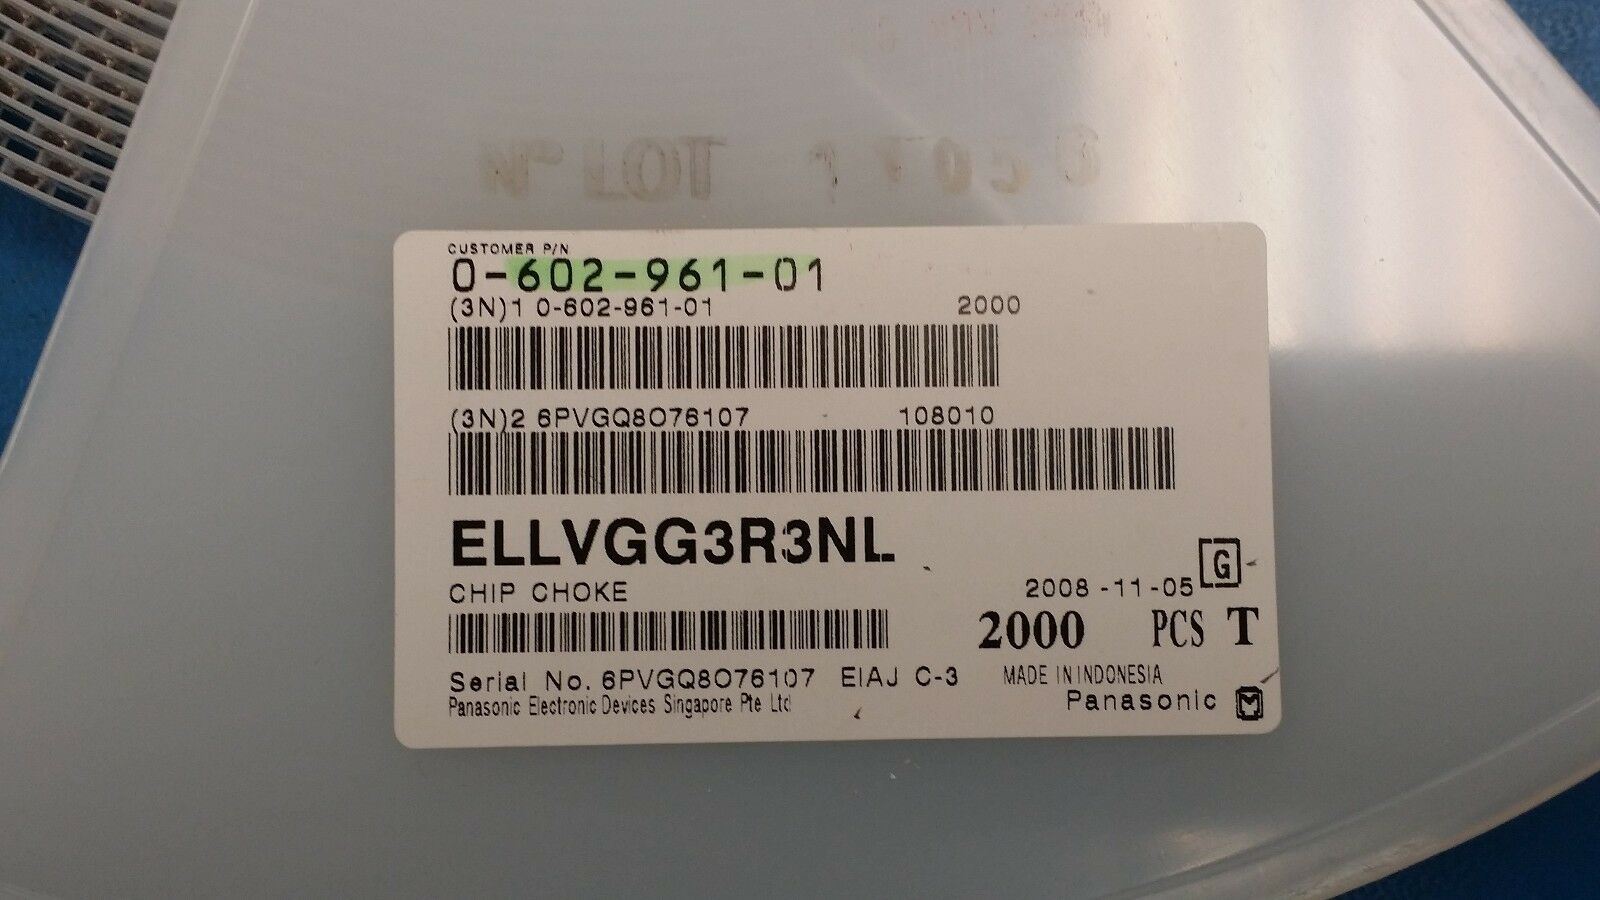 CUSTOMER P/N
0-602-961-01
(3N)1 0-602-961-01 2000
(3N)2 6PVGQ8O76107 108010
ELLVGG3R3NL
G
CHIP CHOKE 2008-11-05
2000 PCS T
Serial No. 6PVGQ8O76107 EIAJ C-3 MADE IN INDONESIA
Panasonic Electronic Devices Singapore Pte Ltd Panasonic M